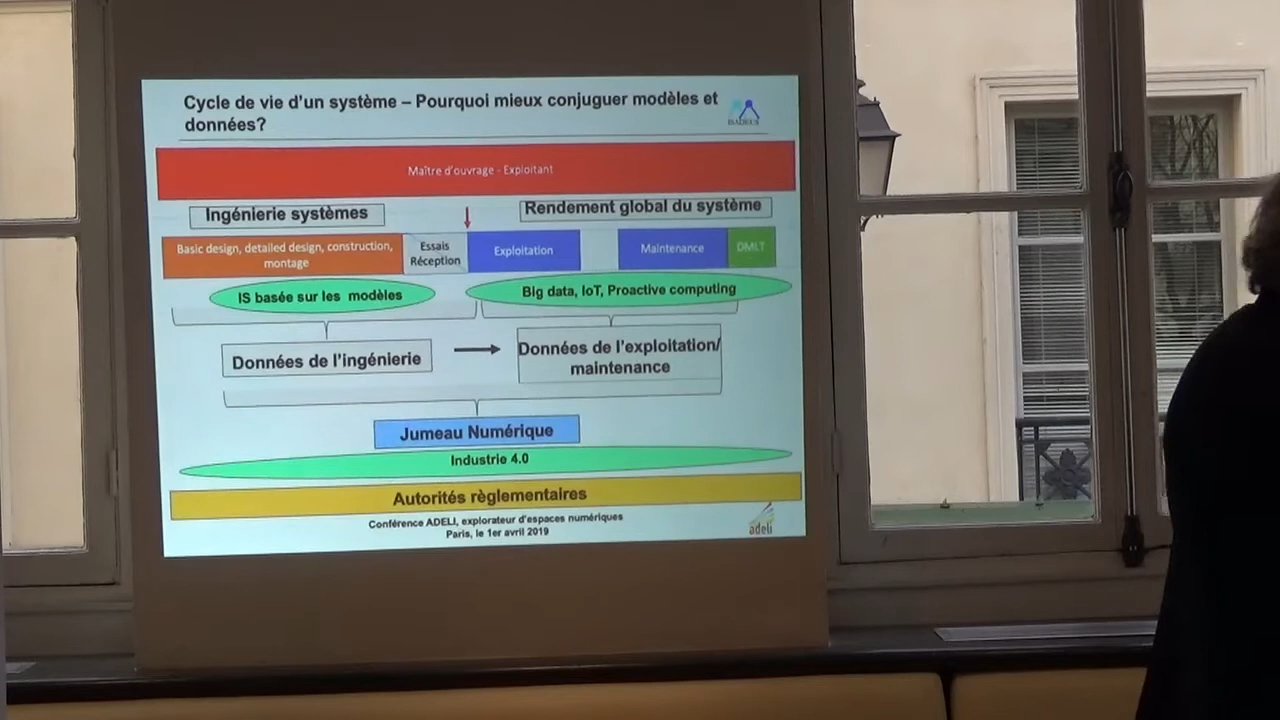 Cycle de vie d'un système – Pourquoi mieux conjuguer modèles et
données?
Maître d'ouvrage - Exploitant
Ingénierie systèmes
Rendement global du système
Basic design, detailed design, construction,
montage
Essais
Réception
Exploitation
Maintenance
DMLT
IS basée sur les modèles
Big data, IoT, Proactive computing
Données de l'ingénierie
Données de l'exploitation/
maintenance
Jumeau Numérique
Industrie 4.0
Autorités règlementaires
Conférence ADELI, explorateur d'espaces numériques
Paris, le 1er avril 2019
adeli